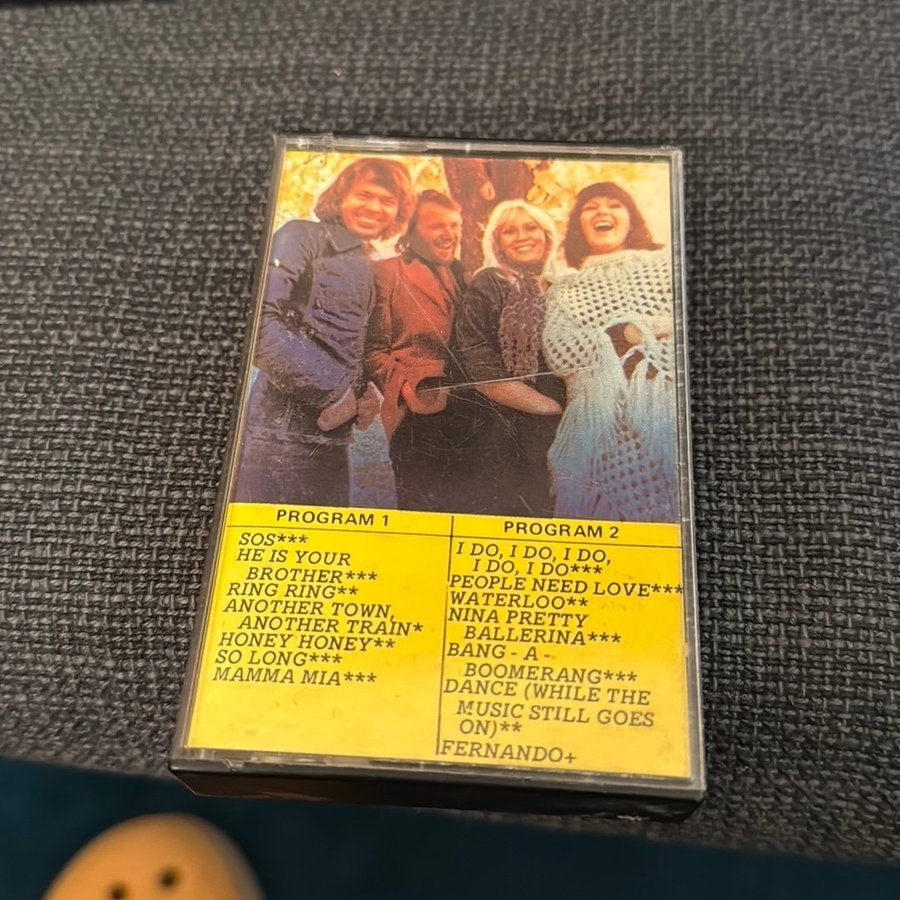 PROGRAM 1
SOS***
HE IS YOUR
BROTHER***
RING RING**
ANOTHER TOWN,
ANOTHER TRAIN*
HONEY HONEY**
SO LONG***
MAMMA MIA***
PROGRAM 2
I DO, I DO, I DO,
I DO, I DO***
PEOPLE NEED LOVE***
WATERLOO**
NINA PRETTY
BALLERINA***
BANG - A -
BOOMERANG***
DANCE (WHILE THE
MUSIC STILL GOES
ON)**
FERNANDO+